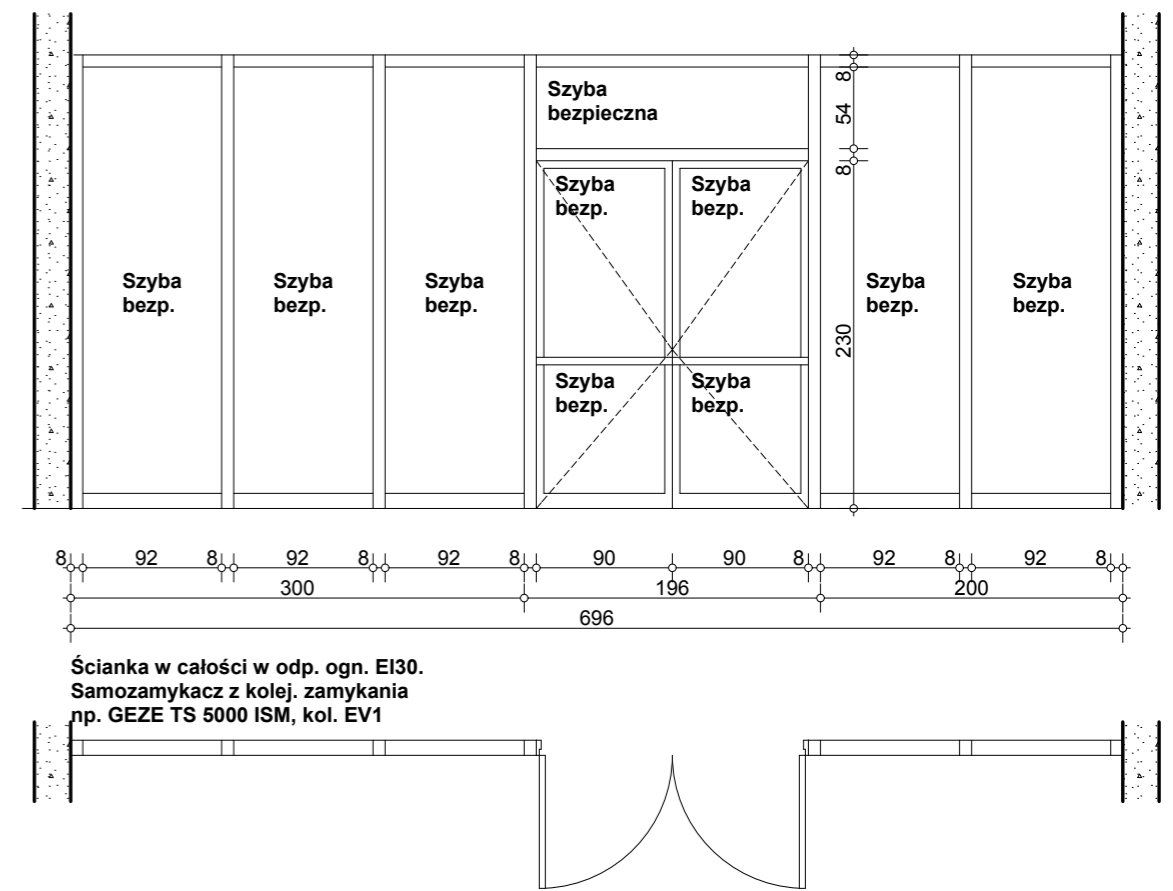 Szyba
bezpieczna
8
54
8
230
Szyba
bezp.
Szyba
bezp.
Szyba
bezp.
Szyba
bezp.
Szyba
bezp.
Szyba
bezp.
Szyba
bezp.
Szyba
bezp.
Szyba
bezp.
8 92 8 92 8 92 8 90 90 8 92 8 92 8
300 196 200
696
Ścianka w całości w odp. ogn. EI30.
Samozamykacz z kolej. zamykania
np. GEZE TS 5000 ISM, kol. EV1